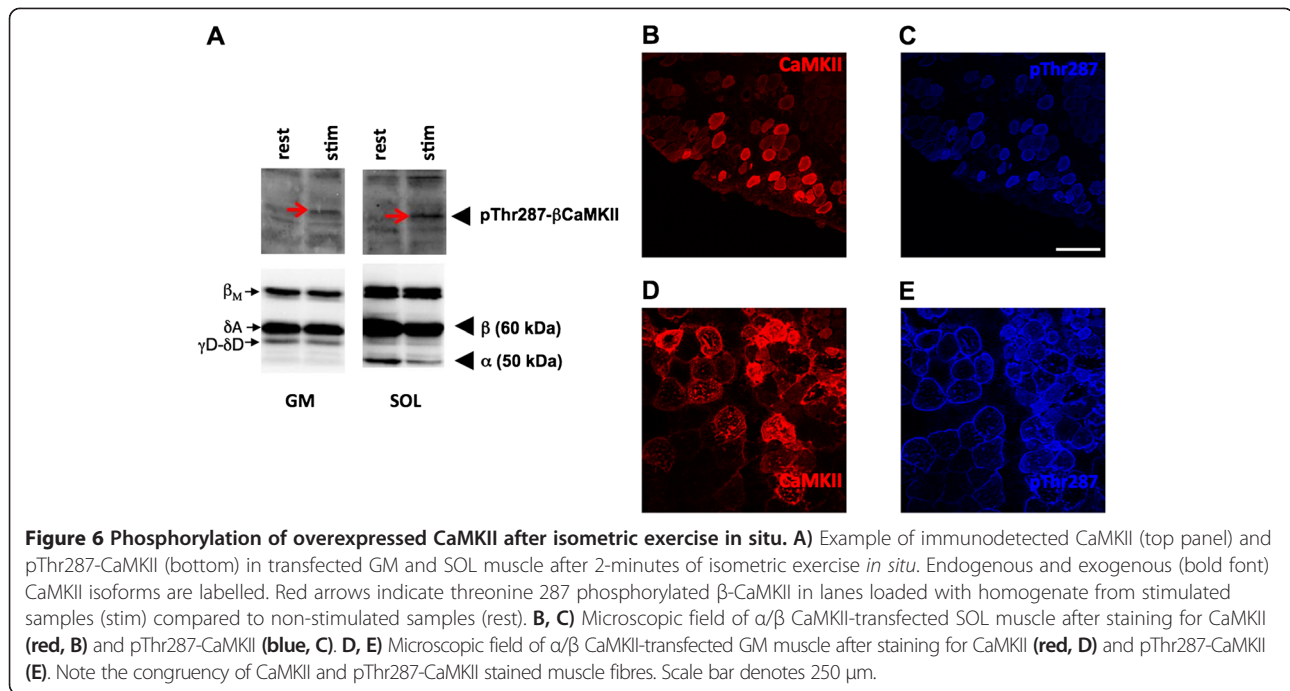 A
B
C
CaMKII
pThr287
rest
stim
rest
stim
pThr287-βCaMKII
βM
δA
γD-δD
β (60 kDa)
α (50 kDa)
GM
SOL
D
E
CaMKII
pThr287
Figure 6 Phosphorylation of overexpressed CaMKII after isometric exercise in situ. A) Example of immunodetected CaMKII (top panel) and
pThr287-CaMKII (bottom) in transfected GM and SOL muscle after 2-minutes of isometric exercise in situ. Endogenous and exogenous (bold font)
CaMKII isoforms are labelled. Red arrows indicate threonine 287 phosphorylated β-CaMKII in lanes loaded with homogenate from stimulated
samples (stim) compared to non-stimulated samples (rest). B, C) Microscopic field of α/β CaMKII-transfected SOL muscle after staining for CaMKII
(red, B) and pThr287-CaMKII (blue, C). D, E) Microscopic field of α/β CaMKII-transfected GM muscle after staining for CaMKII (red, D) and pThr287-CaMKII
(E). Note the congruency of CaMKII and pThr287-CaMKII stained muscle fibres. Scale bar denotes 250 μm.